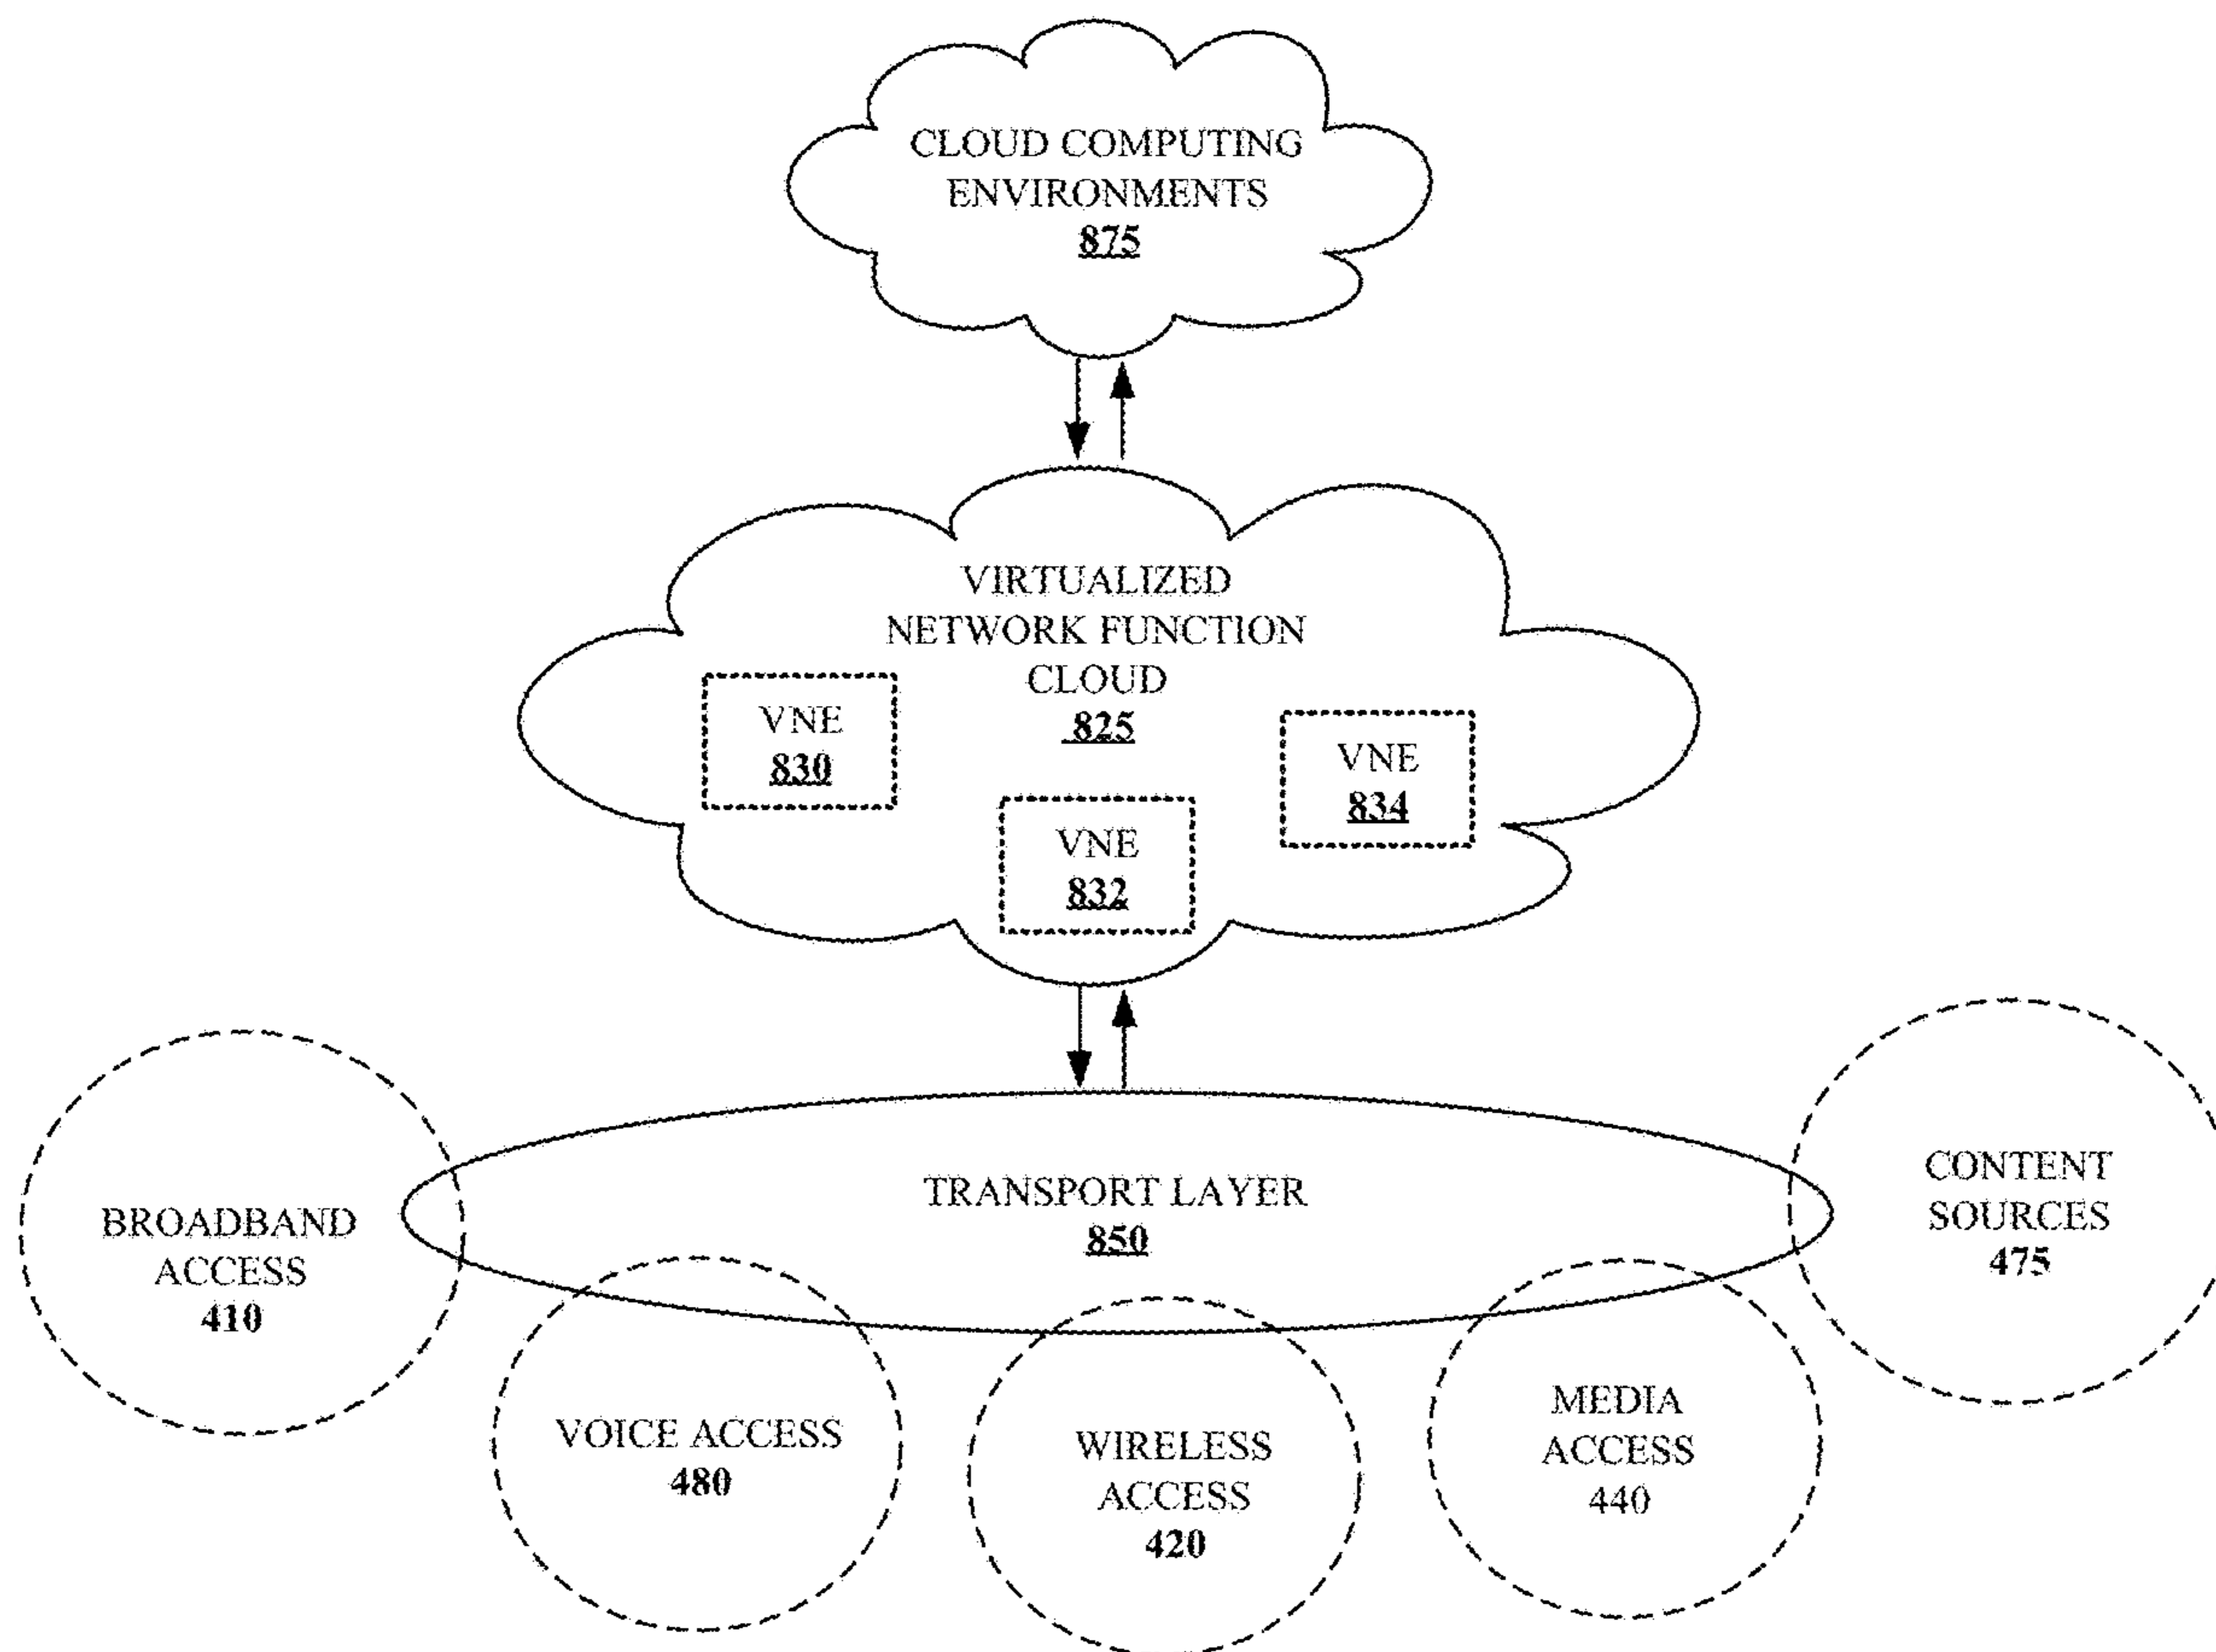 CLOUD COMPUTING
ENVIRONMENTS
875
VIRTUALIZED
NETWORK FUNCTION
CLOUD
825
VNE
830
VNE
832
VNE
834
TRANSPORT LAYER
850
BROADBAND
ACCESS
410
VOICE ACCESS
480
WIRELESS
ACCESS
420
MEDIA
ACCESS
440
CONTENT
SOURCES
475